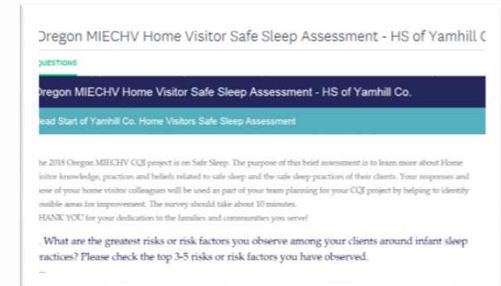 Oregon MIECHV Home Visitor Safe Sleep Assessment - HS of Yamhill C
QUESTIONS
Oregon MIECHV Home Visitor Safe Sleep Assessment - HS of Yamhill Co.
ead Start of Yamhill Co. Home Visitors Safe Sleep Assessment
he 2018 Oregon MIECHV CQI project is on Safe Sleep. The purpose of this brief assessment is to learn more about Home
isitor knowledge, practices and beliefs related to safe sleep and the safe sleep practices of their clients. Your responses and
ose of your home visitor colleagues will be used as part of your team planning for your CQI project by helping to identify
ossible areas for improvement. The survey should take about 10 minutes.
HANK YOU for your dedication to the families and communities you serve!
. What are the greatest risks or risk factors you observe among your clients around infant sleep
ractices? Please check the top 3-5 risks or risk factors you have observed.